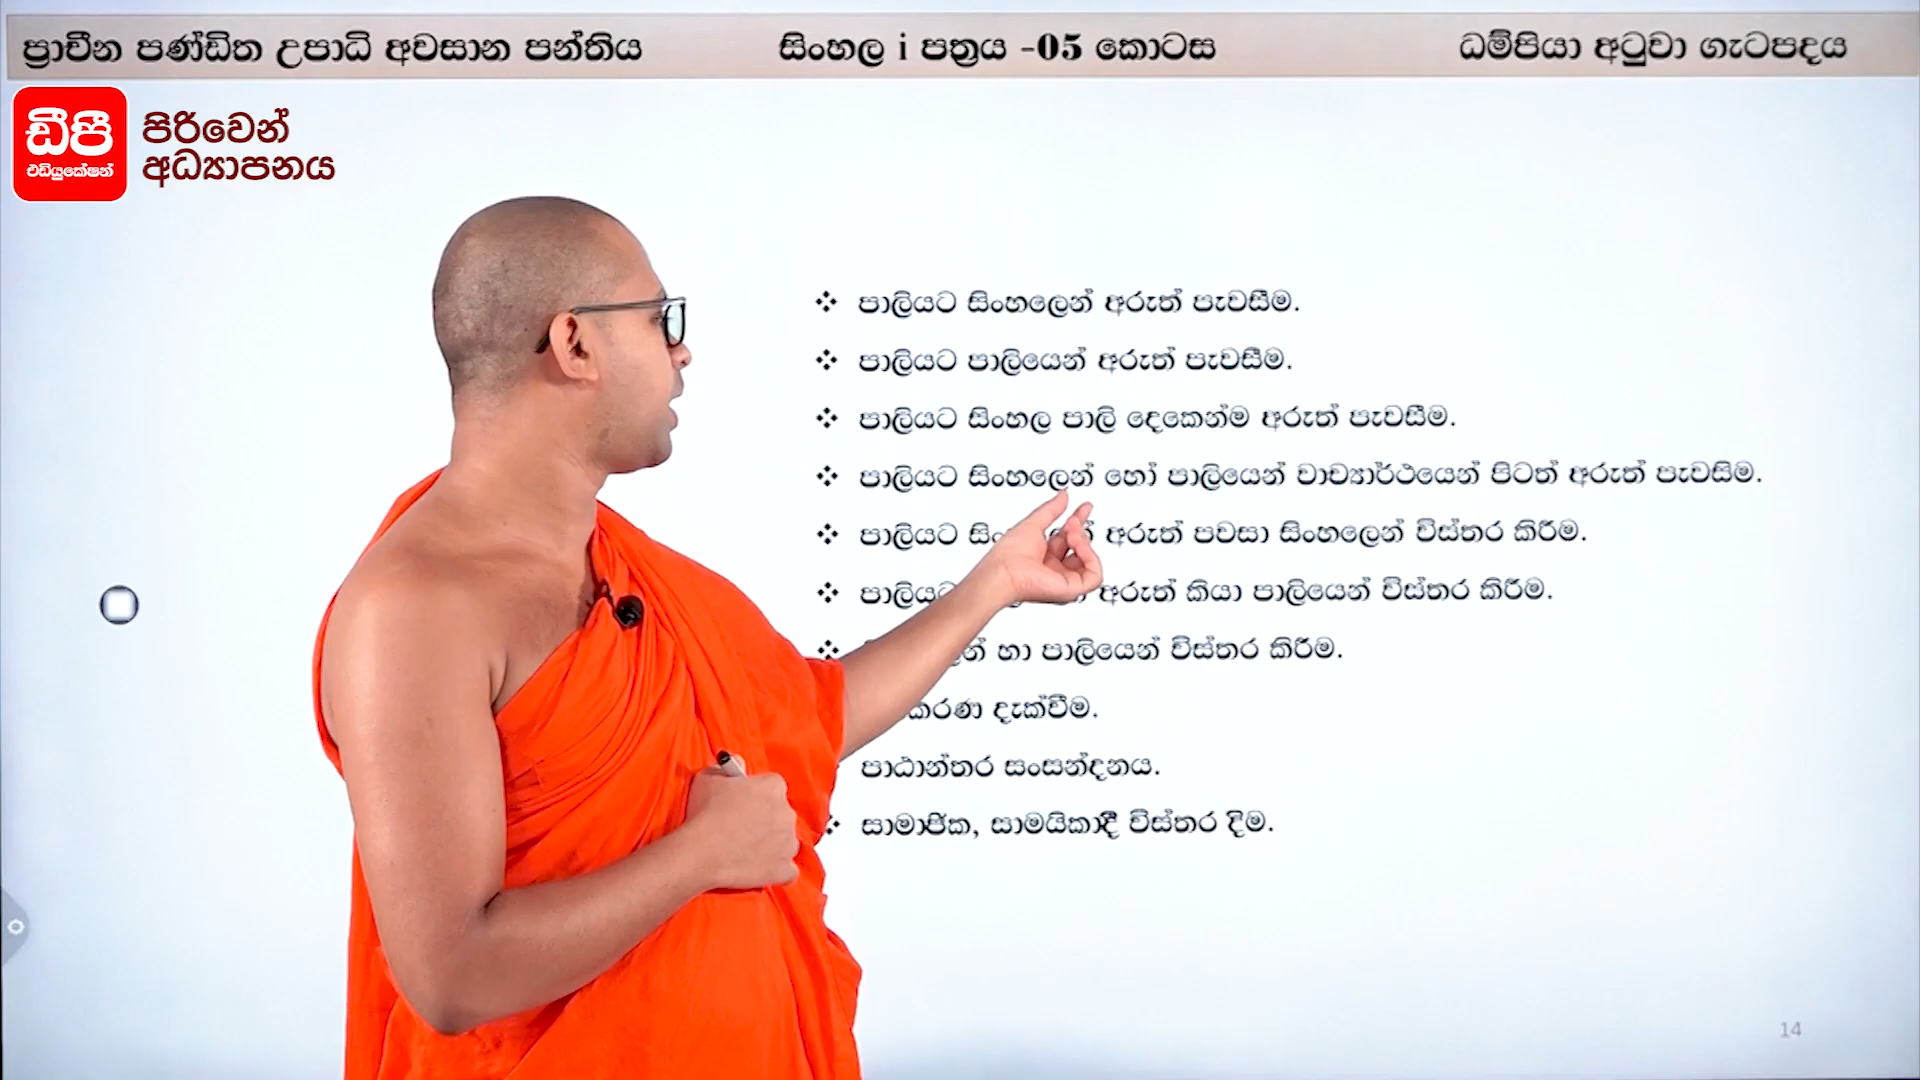 ප්‍රාචීන පණ්ඩිත උපාධි අවසාන පන්තිය සිංහල i පත්‍රය -05 කොටස ධම්පියා අටුවා ගැටපදය
ඩීපී
එඩියුකේෂන්
පිරිවෙන්
අධ්‍යාපනය
❖ පාලියට සිංහලෙන් අරුත් පැවසීම.
❖ පාලියට පාලියෙන් අරුත් පැවසීම.
❖ පාලියට සිංහල පාලි දෙකෙන්ම අරුත් පැවසීම.
❖ පාලියට සිංහලෙන් හෝ පාලියෙන් වාච්‍යාර්ථයෙන් පිටත් අරුත් පැවසිම.
❖ පාලියට අරුත් පවසා සිංහලෙන් විස්තර කිරීම.
❖ අරුත් කියා පාලියෙන් විස්තර කිරීම.
❖ හා පාලියෙන් විස්තර කිරීම.
දැක්වීම.
පාඨාන්තර සංසන්දනය.
❖ සාමාජික, සාමයිකාදී විස්තර දිම.
14